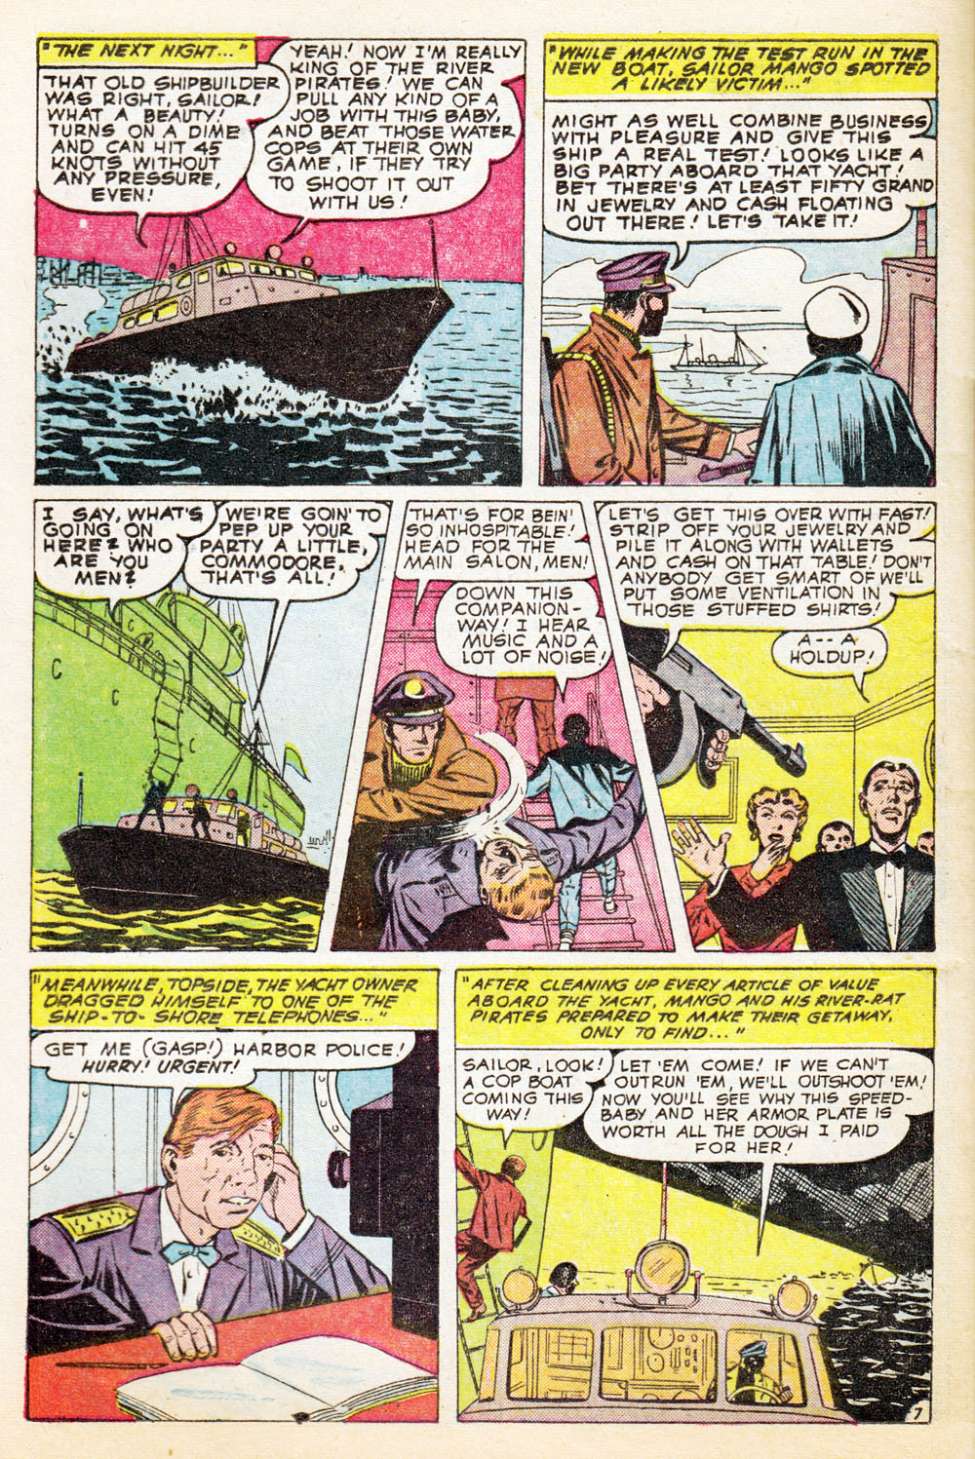 "THE NEXT NIGHT..."
THAT OLD SHIPBUILDER
WAS RIGHT, SAILOR!
WHAT A BEAUTY!
TURNS ON A DIME
AND CAN HIT 45
KNOTS WITHOUT
ANY PRESSURE,
EVEN!
YEAH! NOW I'M REALLY
KING OF THE RIVER
PIRATES! WE CAN
PULL ANY KIND OF A
JOB WITH THIS BABY,
AND BEAT THOSE WATER
COPS AT THEIR OWN
GAME, IF THEY TRY
TO SHOOT IT OUT
WITH US!
"WHILE MAKING THE TEST RUN IN THE
NEW BOAT, SAILOR MANGO SPOTTED
A LIKELY VICTIM..."
MIGHT AS WELL COMBINE BUSINESS
WITH PLEASURE AND GIVE THIS
SHIP A REAL TEST! LOOKS LIKE A
BIG PARTY ABOARD THAT YACHT!
BET THERE'S AT LEAST FIFTY GRAND
IN JEWELRY AND CASH FLOATING
OUT THERE! LET'S TAKE IT!
I SAY, WHAT'S
GOING ON
HERE? WHO
ARE YOU
MEN?
WE'RE GOIN' TO
PEP UP YOUR
PARTY A LITTLE,
COMMODORE,
THAT'S ALL!
THAT'S FOR BEIN'
SO INHOSPITABLE!
HEAD FOR THE
MAIN SALON, MEN!
DOWN THIS
COMPANION-
WAY! I HEAR
MUSIC AND A
LOT OF NOISE!
LET'S GET THIS OVER WITH FAST!
STRIP OFF YOUR JEWELRY AND
PILE IT ALONG WITH WALLETS
AND CASH ON THAT TABLE! DON'T
ANYBODY GET SMART OF WE'LL
PUT SOME VENTILATION IN
THOSE STUFFED SHIRTS!
A--A
HOLDUP!
"MEANWHILE, TOPSIDE, THE YACHT OWNER
DRAGGED HIMSELF TO ONE OF THE
SHIP-TO-SHORE TELEPHONES..."
GET ME (GASP!) HARBOR POLICE!
HURRY! URGENT!
"AFTER CLEANING UP EVERY ARTICLE OF VALUE
ABOARD THE YACHT, MANGO AND HIS RIVER-RAT
PIRATES PREPARED TO MAKE THEIR GETAWAY,
ONLY TO FIND..."
SAILOR, LOOK!
A COP BOAT
COMING THIS
WAY!
LET 'EM COME! IF WE CAN'T
OUTRUN 'EM, WE'LL OUTSHOOT 'EM!
NOW YOU'LL SEE WHY THIS SPEED-
BABY AND HER ARMOR PLATE IS
WORTH ALL THE DOUGH I PAID
FOR HER!
7